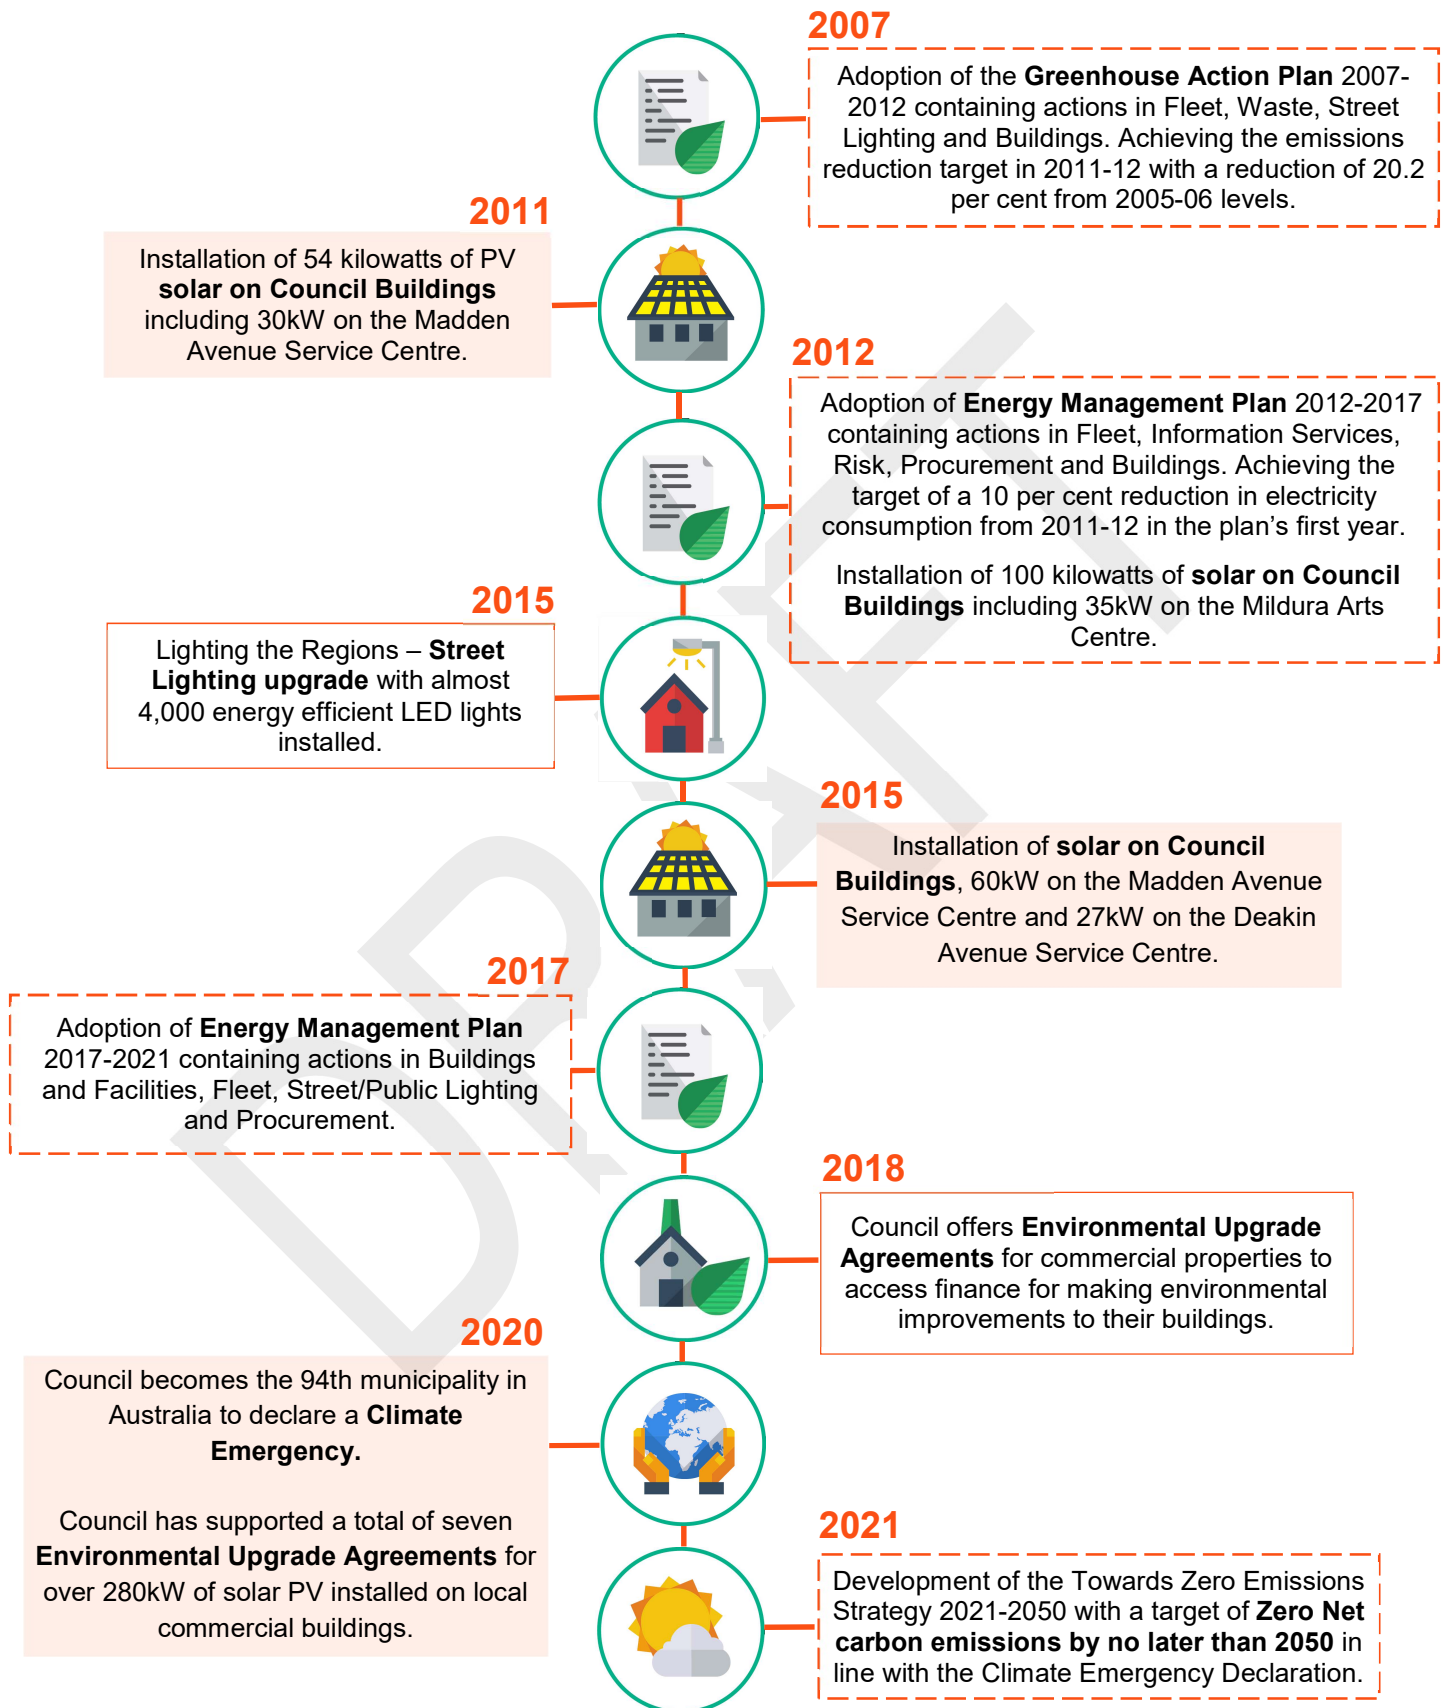 2007
Adoption of the Greenhouse Action Plan 2007-
2012 containing actions in Fleet, Waste, Street
Lighting and Buildings. Achieving the emissions
reduction target in 2011-12 with a reduction of 20.2
per cent from 2005-06 levels.
2011
Installation of 54 kilowatts of PV
solar on Council Buildings
including 30kW on the Madden
Avenue Service Centre.
2012
Adoption of Energy Management Plan 2012-2017
containing actions in Fleet, Information Services,
Risk, Procurement and Buildings. Achieving the
target of a 10 per cent reduction in electricity
consumption from 2011-12 in the plan’s first year.
Installation of 100 kilowatts of solar on Council
Buildings including 35kW on the Mildura Arts
Centre.
2015
Lighting the Regions – Street
Lighting upgrade with almost
4,000 energy efficient LED lights
installed.
2015
Installation of solar on Council
Buildings, 60kW on the Madden Avenue
Service Centre and 27kW on the Deakin
Avenue Service Centre.
2017
Adoption of Energy Management Plan
2017-2021 containing actions in Buildings
and Facilities, Fleet, Street/Public Lighting
and Procurement.
2018
Council offers Environmental Upgrade
Agreements for commercial properties to
access finance for making environmental
improvements to their buildings.
2020
Council becomes the 94th municipality in
Australia to declare a Climate
Emergency.
Council has supported a total of seven
Environmental Upgrade Agreements for
over 280kW of solar PV installed on local
commercial buildings.
2021
Development of the Towards Zero Emissions
Strategy 2021-2050 with a target of Zero Net
carbon emissions by no later than 2050 in
line with the Climate Emergency Declaration.
DRAFT